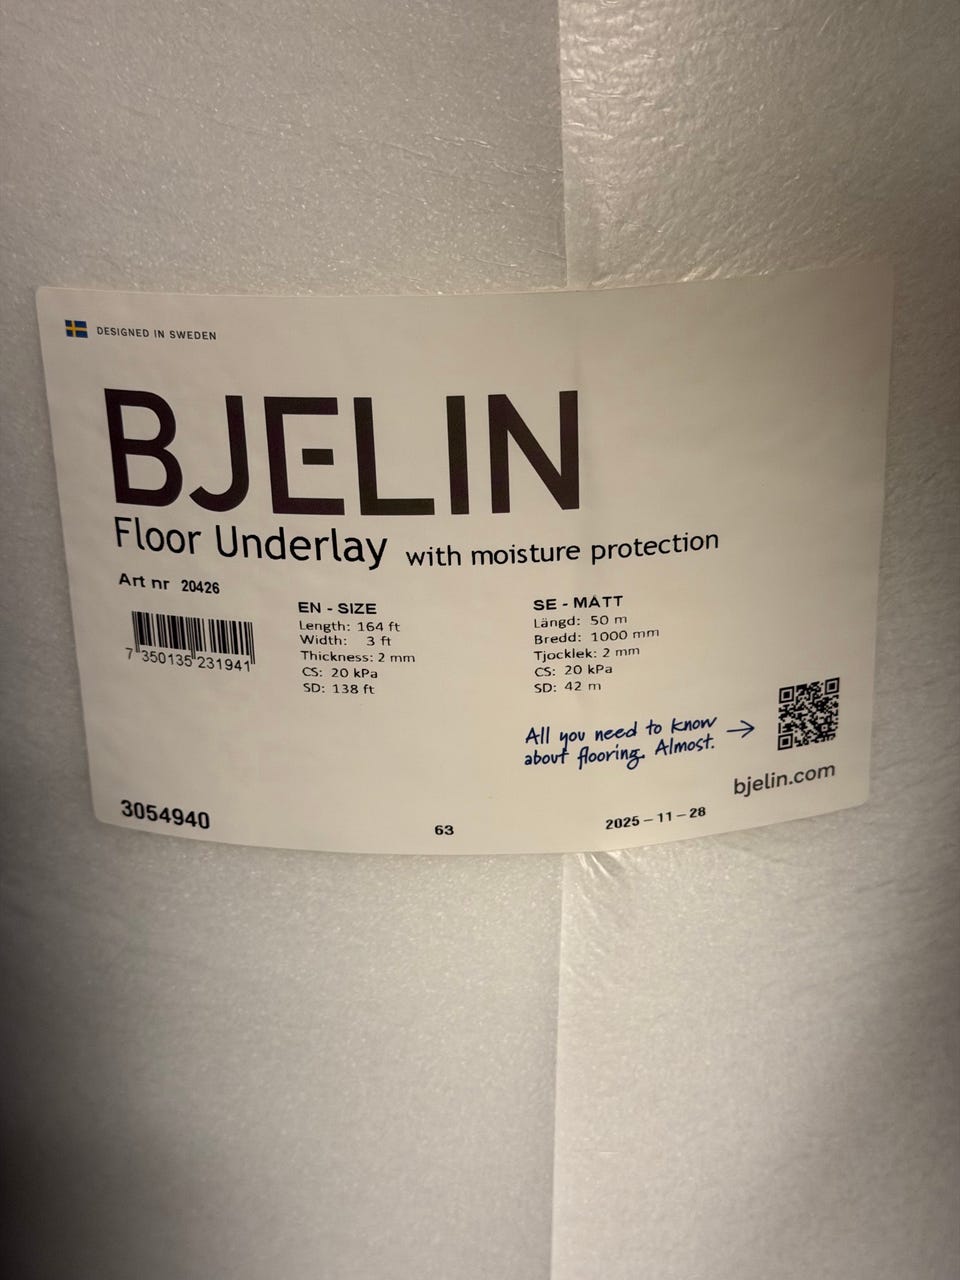 DESIGNED IN SWEDEN
BJELIN
Floor Underlay with moisture protection
Art nr 20426
7 350135 231941
EN - SIZE
Length: 164 ft
Width: 3 ft
Thickness: 2 mm
CS: 20 kPa
SD: 138 ft
SE - MÅTT
Längd: 50 m
Bredd: 1000 mm
Tjocklek: 2 mm
CS: 20 kPa
SD: 42 m
All you need to know
about flooring. Almost. →
bjelin.com
3054940
63
2025-11-28